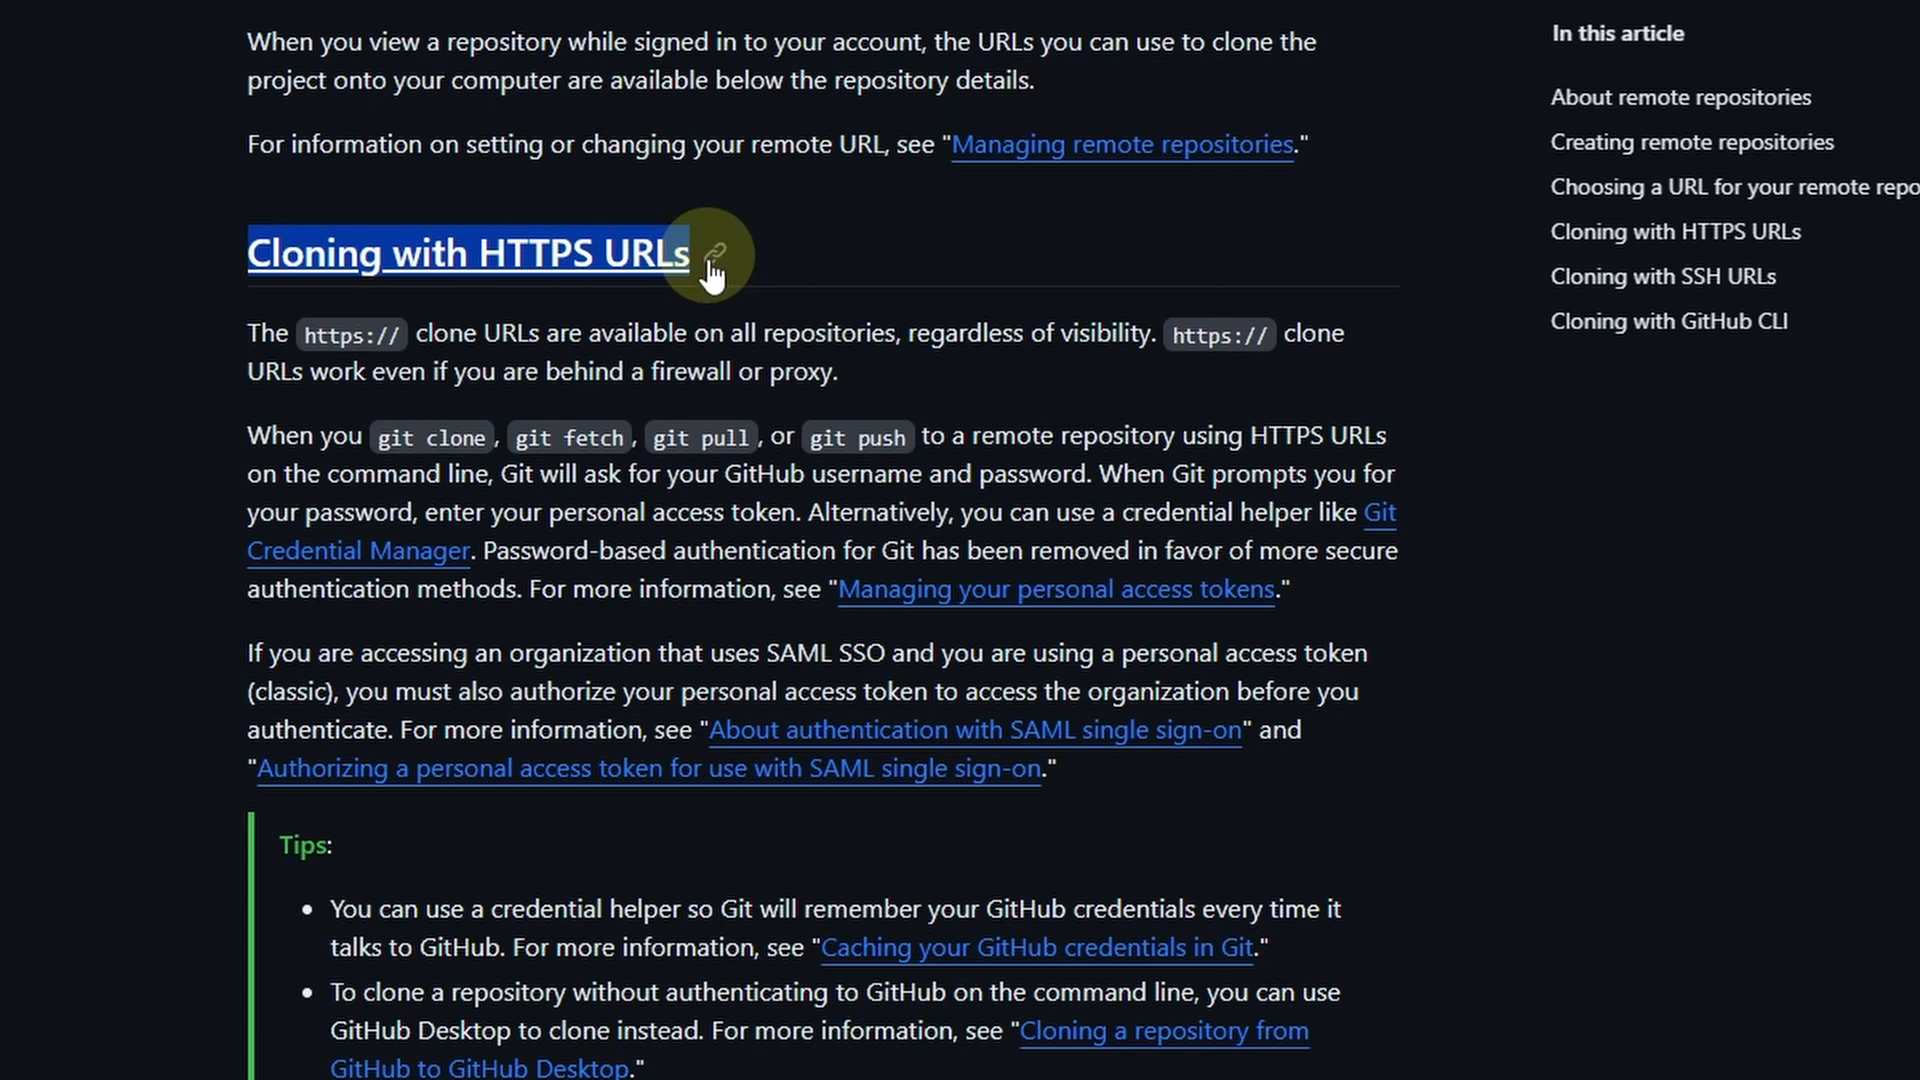 When you view a repository while signed in to your account, the URLs you can use to clone the
project onto your computer are available below the repository details.
For information on setting or changing your remote URL, see "Managing remote repositories."
Cloning with HTTPS URLs
The https:// clone URLs are available on all repositories, regardless of visibility. https:// clone
URLs work even if you are behind a firewall or proxy.
When you git clone, git fetch, git pull, or git push to a remote repository using HTTPS URLs
on the command line, Git will ask for your GitHub username and password. When Git prompts you for
your password, enter your personal access token. Alternatively, you can use a credential helper like Git
Credential Manager. Password-based authentication for Git has been removed in favor of more secure
authentication methods. For more information, see "Managing your personal access tokens."
If you are accessing an organization that uses SAML SSO and you are using a personal access token
(classic), you must also authorize your personal access token to access the organization before you
authenticate. For more information, see "About authentication with SAML single sign-on" and
"Authorizing a personal access token for use with SAML single sign-on."
Tips:
• You can use a credential helper so Git will remember your GitHub credentials every time it
talks to GitHub. For more information, see "Caching your GitHub credentials in Git."
• To clone a repository without authenticating to GitHub on the command line, you can use
GitHub Desktop to clone instead. For more information, see "Cloning a repository from
GitHub to GitHub Desktop."
In this article
About remote repositories
Creating remote repositories
Choosing a URL for your remote repo
Cloning with HTTPS URLs
Cloning with SSH URLs
Cloning with GitHub CLI